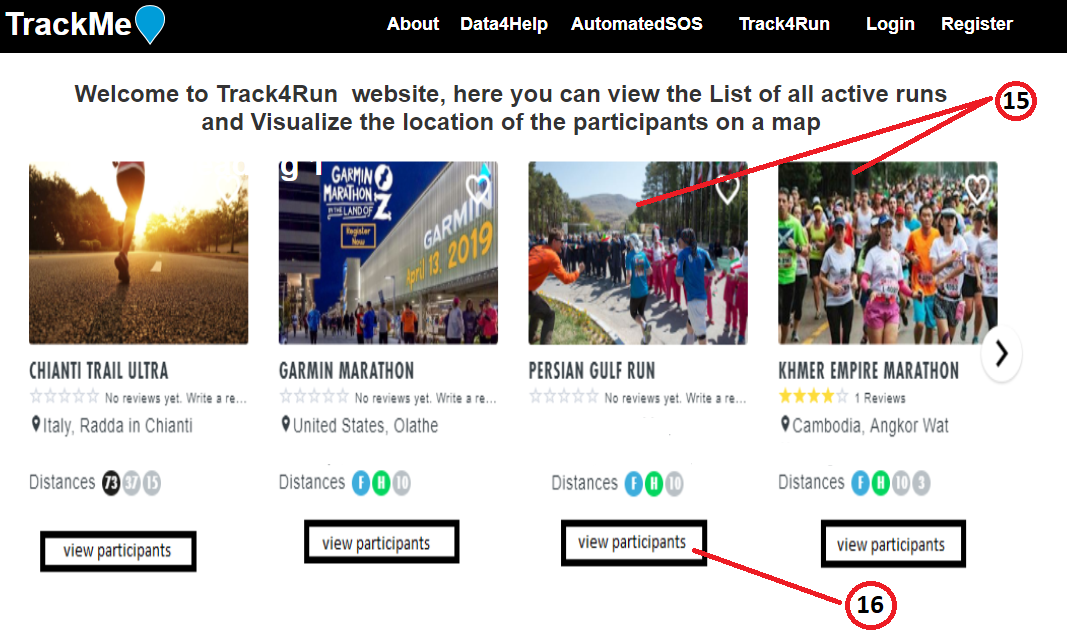 TrackMe About Data4Help AutomatedSOS Track4Run Login Register
Welcome to Track4Run website, here you can view the List of all active runs
and Visualize the location of the participants on a map
15
g
GARMIN
MARATHON
IN THE LAND OF
OZ
Register
Now
GARMIN
April 13, 2019
CHIANTI TRAIL ULTRA GARMIN MARATHON PERSIAN GULF RUN KHMER EMPIRE MARATHON
No reviews yet. Write a re... No reviews yet. Write a re... No reviews yet. Write a re... 1 Reviews
Italy, Radda in Chianti United States, Olathe Cambodia, Angkor Wat
Distances 73 37 15 Distances F H 10 Distances F H 10 Distances F H 10 3
view participants view participants view participants view participants
16